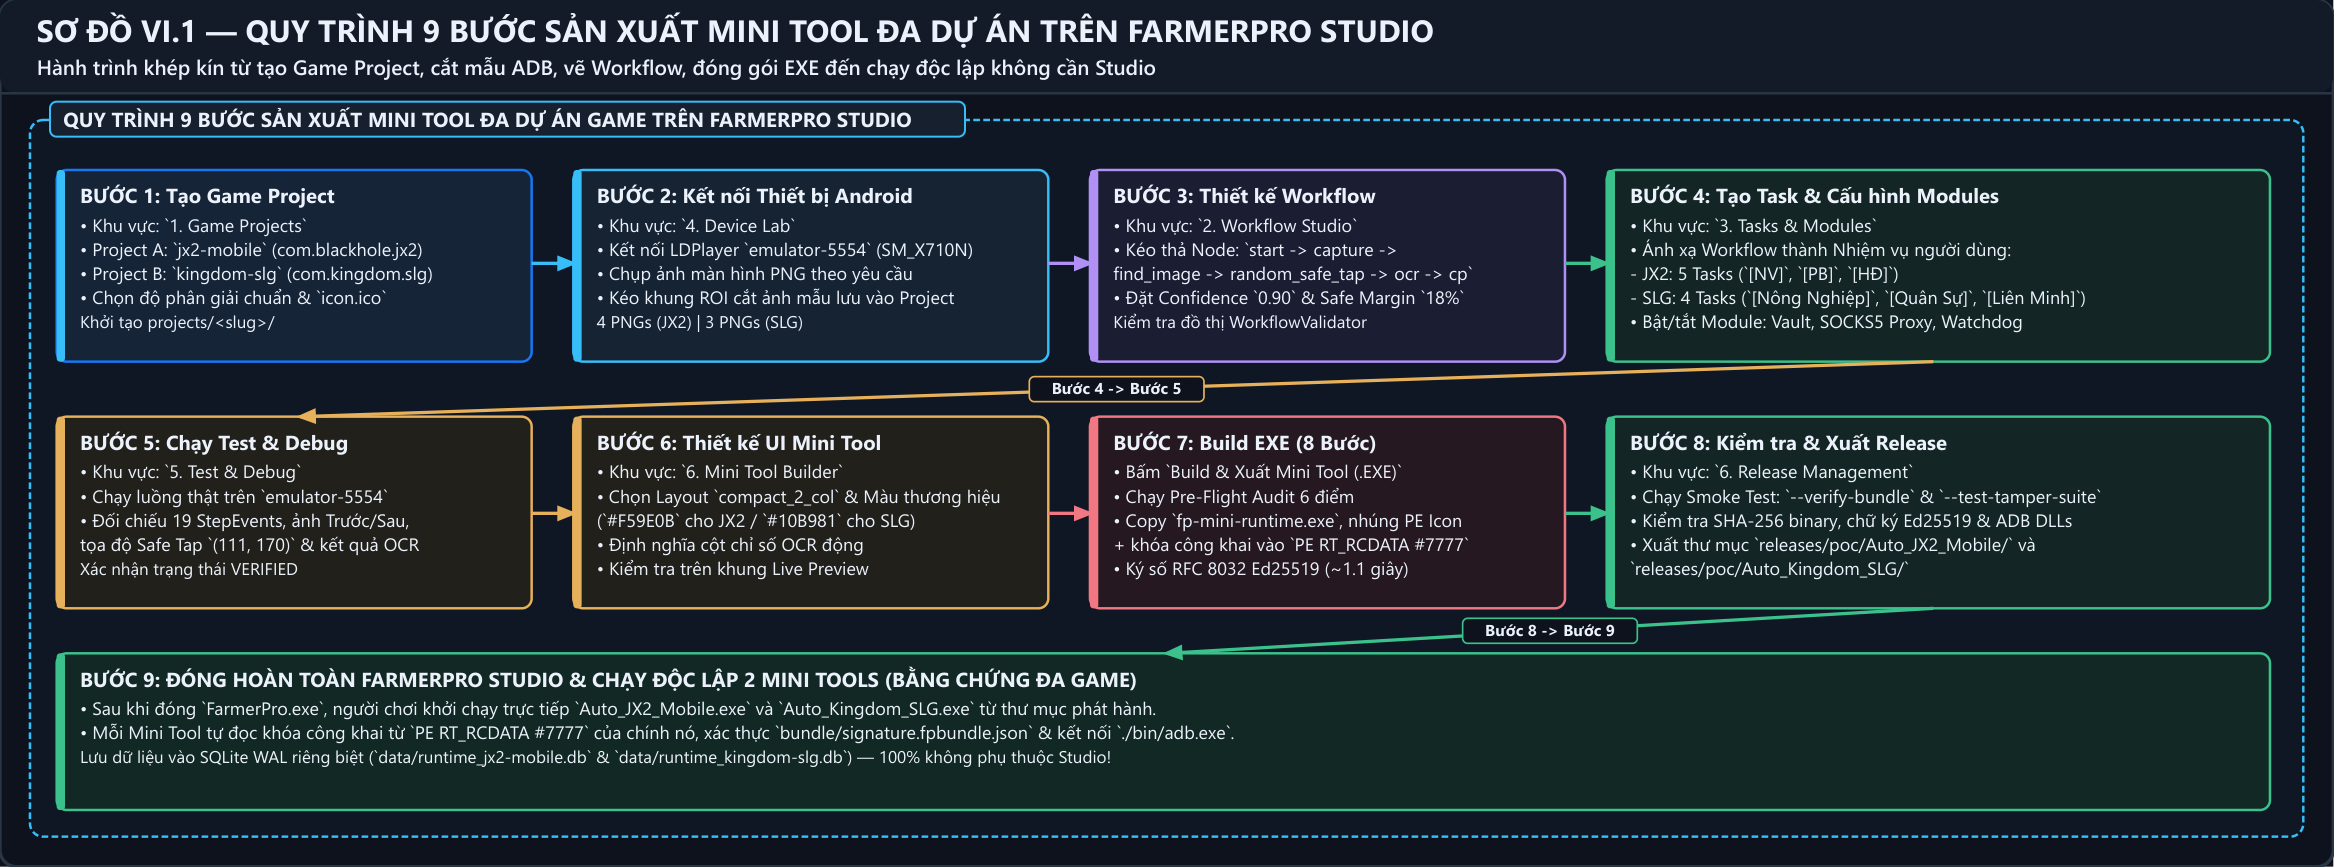 SƠ ĐỒ VI.1 — QUY TRÌNH 9 BƯỚC SẢN XUẤT MINI TOOL ĐA DỰ ÁN TRÊN FARMERPRO STUDIO
Hành trình khép kín từ tạo Game Project, cắt mẫu ADB, vẽ Workflow, đóng gói EXE đến chạy độc lập không cần Studio
QUY TRÌNH 9 BƯỚC SẢN XUẤT MINI TOOL ĐA DỰ ÁN GAME TRÊN FARMERPRO STUDIO
BƯỚC 1: Tạo Game Project
• Khu vực: `1. Game Projects`
• Project A: `jx2-mobile` (com.blackhole.jx2)
• Project B: `kingdom-slg` (com.kingdom.slg)
• Chọn độ phân giải chuẩn & `icon.ico`
Khởi tạo projects/<slug>/
BƯỚC 2: Kết nối Thiết bị Android
• Khu vực: `4. Device Lab`
• Kết nối LDPlayer `emulator-5554` (SM_X710N)
• Chụp ảnh màn hình PNG theo yêu cầu
• Kéo khung ROI cắt ảnh mẫu lưu vào Project
4 PNGs (JX2) | 3 PNGs (SLG)
BƯỚC 3: Thiết kế Workflow
• Khu vực: `2. Workflow Studio`
• Kéo thả Node: `start -> capture ->
find_image -> random_safe_tap -> ocr -> cp`
• Đặt Confidence `0.90` & Safe Margin `18%`
Kiểm tra đồ thị WorkflowValidator
BƯỚC 4: Tạo Task & Cấu hình Modules
• Khu vực: `3. Tasks & Modules`
• Ánh xạ Workflow thành Nhiệm vụ người dùng:
- JX2: 5 Tasks (`[NV]`, `[PB]`, `[HĐ]`)
- SLG: 4 Tasks (`[Nông Nghiệp]`, `[Quân Sự]`, `[Liên Minh]`)
• Bật/tắt Module: Vault, SOCKS5 Proxy, Watchdog
Bước 4 -> Bước 5
BƯỚC 5: Chạy Test & Debug
• Khu vực: `5. Test & Debug`
• Chạy luồng thật trên `emulator-5554`
• Đối chiếu 19 StepEvents, ảnh Trước/Sau,
tọa độ Safe Tap `(111, 170)` & kết quả OCR
Xác nhận trạng thái VERIFIED
BƯỚC 6: Thiết kế UI Mini Tool
• Khu vực: `6. Mini Tool Builder`
• Chọn Layout `compact_2_col` & Màu thương hiệu
(`#F59E0B` cho JX2 / `#10B981` cho SLG)
• Định nghĩa cột chỉ số OCR động
• Kiểm tra trên khung Live Preview
BƯỚC 7: Build EXE (8 Bước)
• Bấm `Build & Xuất Mini Tool (.EXE)`
• Chạy Pre-Flight Audit 6 điểm
• Copy `fp-mini-runtime.exe`, nhúng PE Icon
+ khóa công khai vào `PE RT_RCDATA #7777`
• Ký số RFC 8032 Ed25519 (~1.1 giây)
BƯỚC 8: Kiểm tra & Xuất Release
• Khu vực: `6. Release Management`
• Chạy Smoke Test: `--verify-bundle` & `--test-tamper-suite`
• Kiểm tra SHA-256 binary, chữ ký Ed25519 & ADB DLLs
• Xuất thư mục `releases/poc/Auto_JX2_Mobile/` và
`releases/poc/Auto_Kingdom_SLG/`
Bước 8 -> Bước 9
BƯỚC 9: ĐÓNG HOÀN TOÀN FARMERPRO STUDIO & CHẠY ĐỘC LẬP 2 MINI TOOLS (BẰNG CHỨNG ĐA GAME)
• Sau khi đóng `FarmerPro.exe`, người chơi khởi chạy trực tiếp `Auto_JX2_Mobile.exe` và `Auto_Kingdom_SLG.exe` từ thư mục phát hành.
• Mỗi Mini Tool tự đọc khóa công khai từ `PE RT_RCDATA #7777` của chính nó, xác thực `bundle/signature.fpbundle.json` & kết nối `./bin/adb.exe`.
Lưu dữ liệu vào SQLite WAL riêng biệt (`data/runtime_jx2-mobile.db` & `data/runtime_kingdom-slg.db`) — 100% không phụ thuộc Studio!